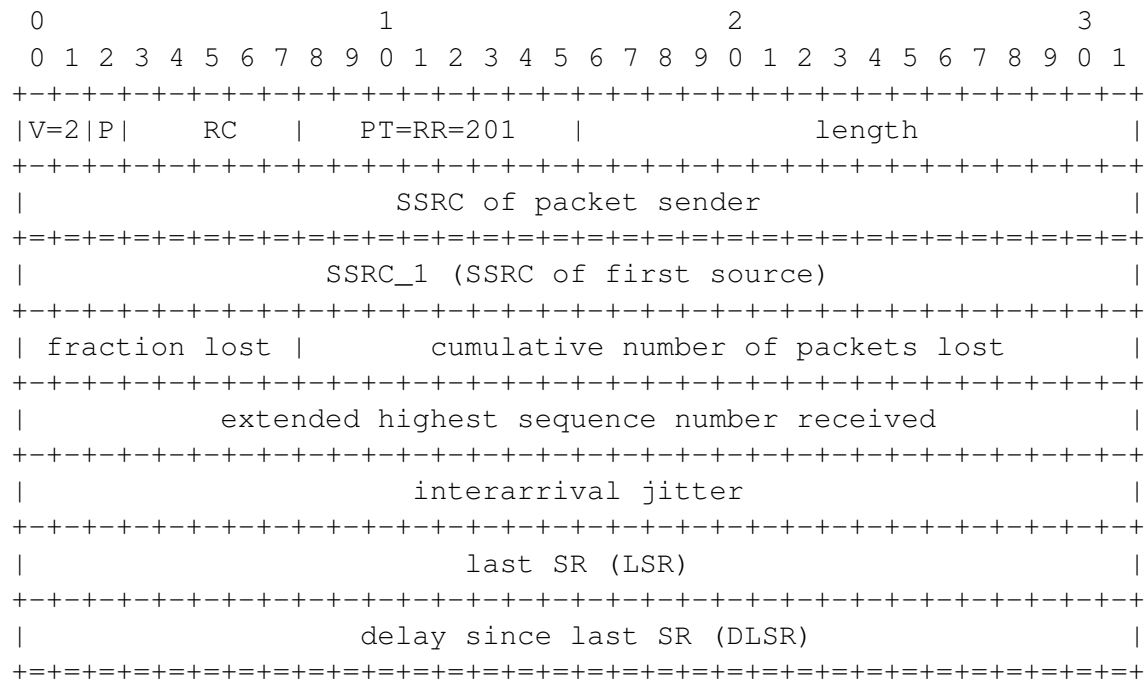 0                   1                   2                   3
 0 1 2 3 4 5 6 7 8 9 0 1 2 3 4 5 6 7 8 9 0 1 2 3 4 5 6 7 8 9 0 1
+-+-+-+-+-+-+-+-+-+-+-+-+-+-+-+-+-+-+-+-+-+-+-+-+-+-+-+-+-+-+-+-+
|V=2|P|    RC   |   PT=RR=201   |             length            |
+-+-+-+-+-+-+-+-+-+-+-+-+-+-+-+-+-+-+-+-+-+-+-+-+-+-+-+-+-+-+-+-+
|                     SSRC of packet sender                     |
+=+=+=+=+=+=+=+=+=+=+=+=+=+=+=+=+=+=+=+=+=+=+=+=+=+=+=+=+=+=+=+=+
|                 SSRC_1 (SSRC of first source)                 |
+-+-+-+-+-+-+-+-+-+-+-+-+-+-+-+-+-+-+-+-+-+-+-+-+-+-+-+-+-+-+-+-+
| fraction lost |       cumulative number of packets lost       |
+-+-+-+-+-+-+-+-+-+-+-+-+-+-+-+-+-+-+-+-+-+-+-+-+-+-+-+-+-+-+-+-+
|           extended highest sequence number received           |
+-+-+-+-+-+-+-+-+-+-+-+-+-+-+-+-+-+-+-+-+-+-+-+-+-+-+-+-+-+-+-+-+
|                      interarrival jitter                      |
+-+-+-+-+-+-+-+-+-+-+-+-+-+-+-+-+-+-+-+-+-+-+-+-+-+-+-+-+-+-+-+-+
|                         last SR (LSR)                         |
+-+-+-+-+-+-+-+-+-+-+-+-+-+-+-+-+-+-+-+-+-+-+-+-+-+-+-+-+-+-+-+-+
|                   delay since last SR (DLSR)                  |
+=+=+=+=+=+=+=+=+=+=+=+=+=+=+=+=+=+=+=+=+=+=+=+=+=+=+=+=+=+=+=+=+